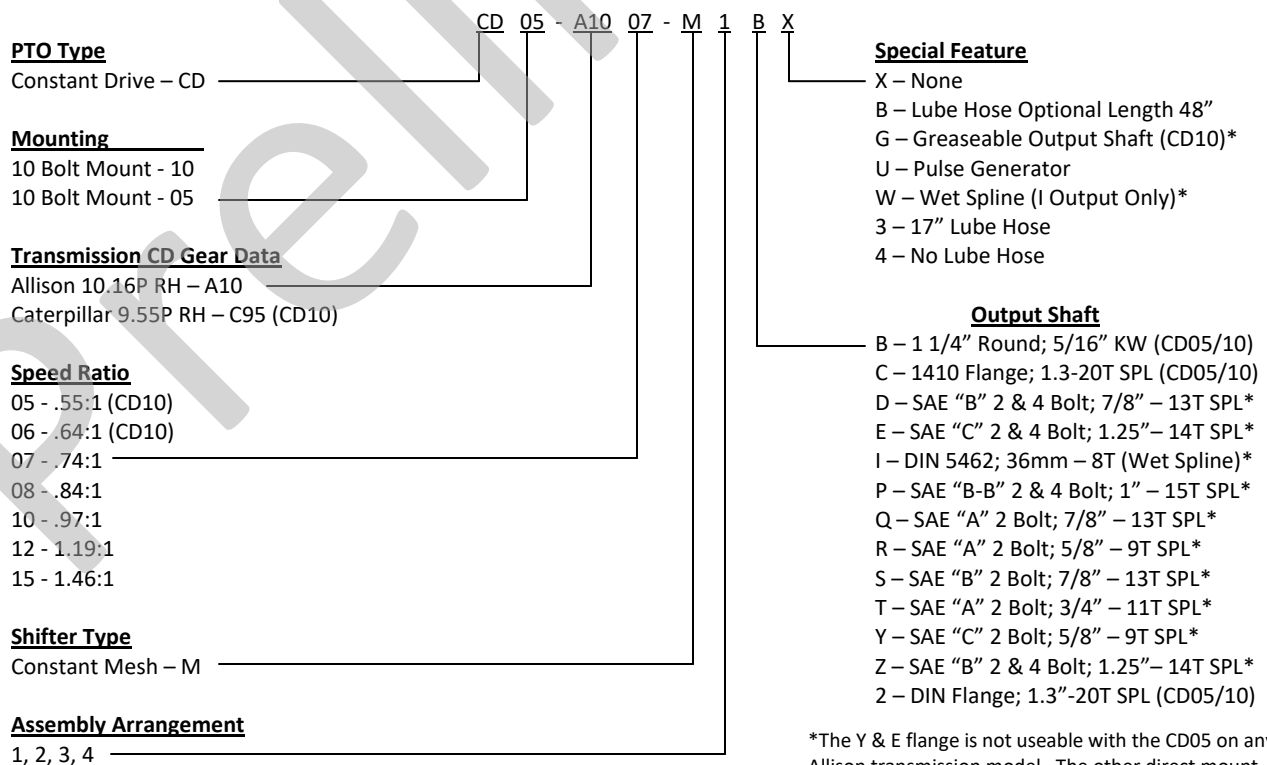 CD 05 - A10 07 - M 1 B X
PTO Type
Constant Drive – CD
Mounting
10 Bolt Mount - 10
10 Bolt Mount - 05
Transmission CD Gear Data
Allison 10.16P RH – A10
Caterpillar 9.55P RH – C95 (CD10)
Speed Ratio
05 - .55:1 (CD10)
06 - .64:1 (CD10)
07 - .74:1
08 - .84:1
10 - .97:1
12 - 1.19:1
15 - 1.46:1
Shifter Type
Constant Mesh – M
Assembly Arrangement
1, 2, 3, 4
Special Feature
X – None
B – Lube Hose Optional Length 48”
G – Greaseable Output Shaft (CD10)*
U – Pulse Generator
W – Wet Spline (I Output Only)*
3 – 17” Lube Hose
4 – No Lube Hose
Output Shaft
B – 1 1/4” Round; 5/16” KW (CD05/10)
C – 1410 Flange; 1.3-20T SPL (CD05/10)
D – SAE “B” 2 & 4 Bolt; 7/8” – 13T SPL*
E – SAE “C” 2 & 4 Bolt; 1.25”– 14T SPL*
I – DIN 5462; 36mm – 8T (Wet Spline)*
P – SAE “B-B” 2 & 4 Bolt; 1” – 15T SPL*
Q – SAE “A” 2 Bolt; 7/8” – 13T SPL*
R – SAE “A” 2 Bolt; 5/8” – 9T SPL*
S – SAE “B” 2 Bolt; 7/8” – 13T SPL*
T – SAE “A” 2 Bolt; 3/4” – 11T SPL*
Y – SAE “C” 2 Bolt; 5/8” – 9T SPL*
Z – SAE “B” 2 & 4 Bolt; 1.25”– 14T SPL*
2 – DIN Flange; 1.3”-20T SPL (CD05/10)
*The Y & E flange is not useable with the CD05 on
Preli